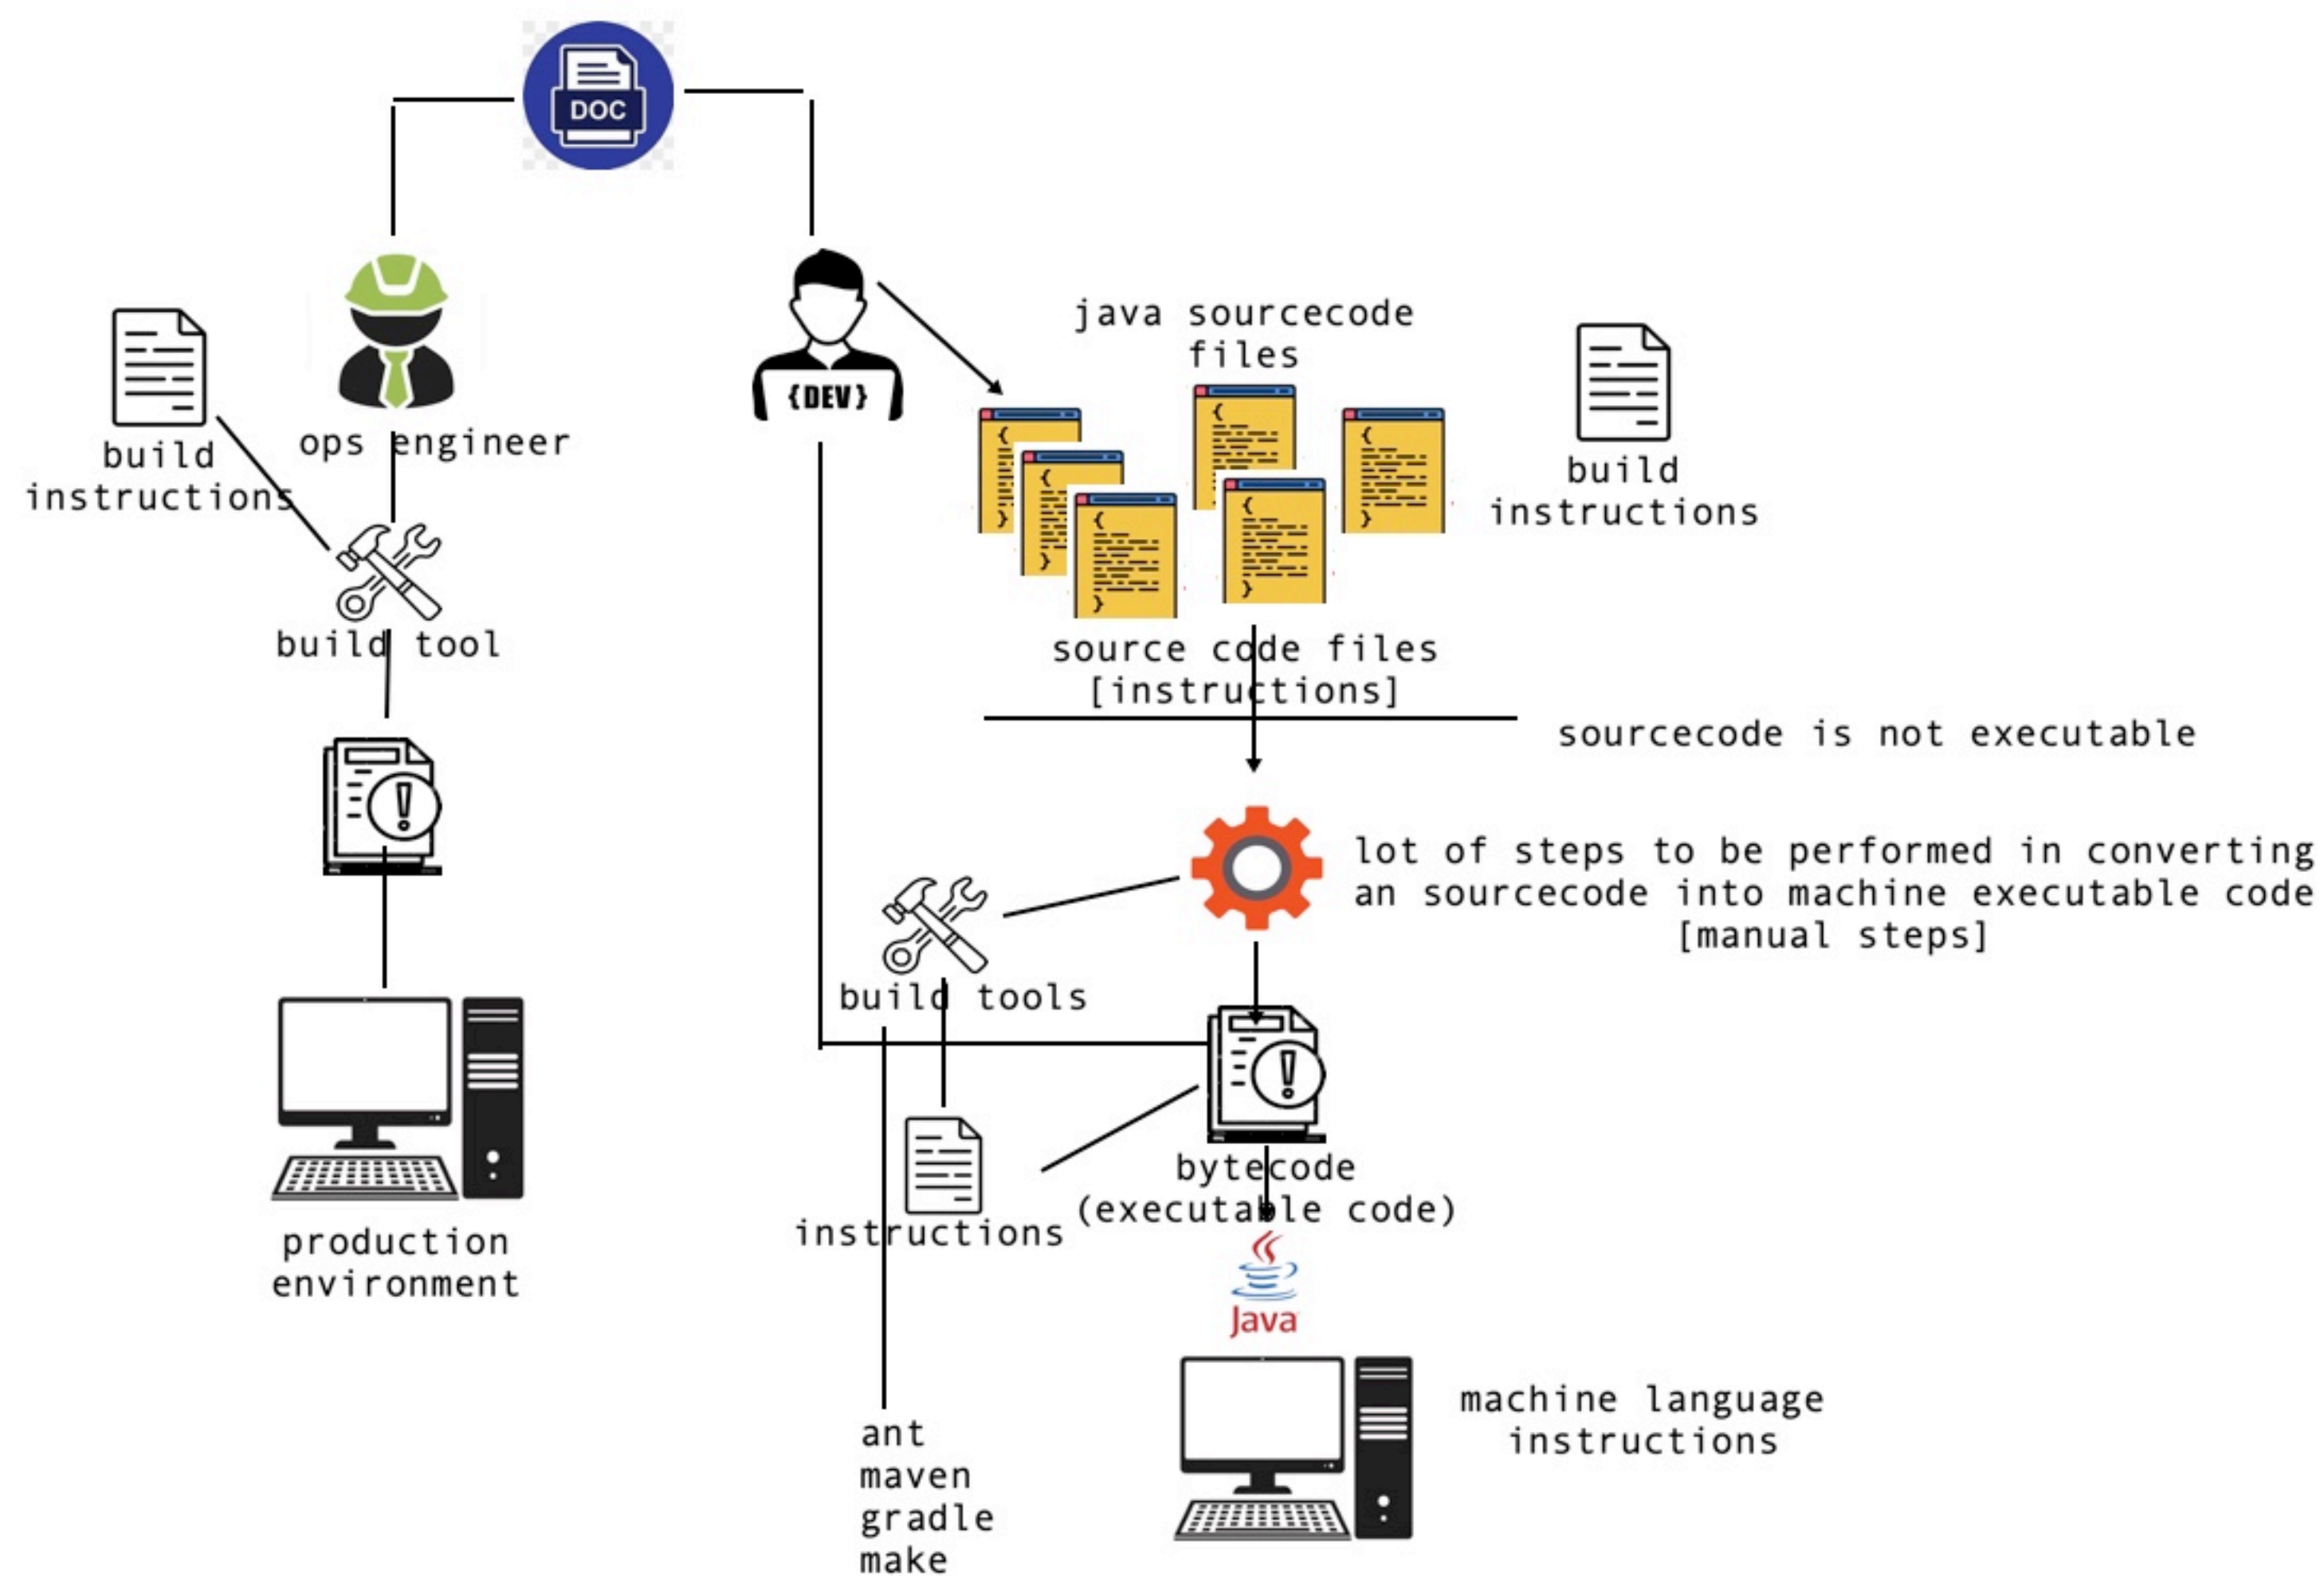 DOC
{DEV}
java sourcecode
files
build
instructions
ops engineer
build
instructions
build tool
source code files
[instructions]
sourcecode is not executable
lot of steps to be performed in converting
an sourcecode into machine executable code
[manual steps]
build tools
bytecode
(executable code)
instructions
production
environment
Java
machine language
instructions
ant
maven
gradle
make